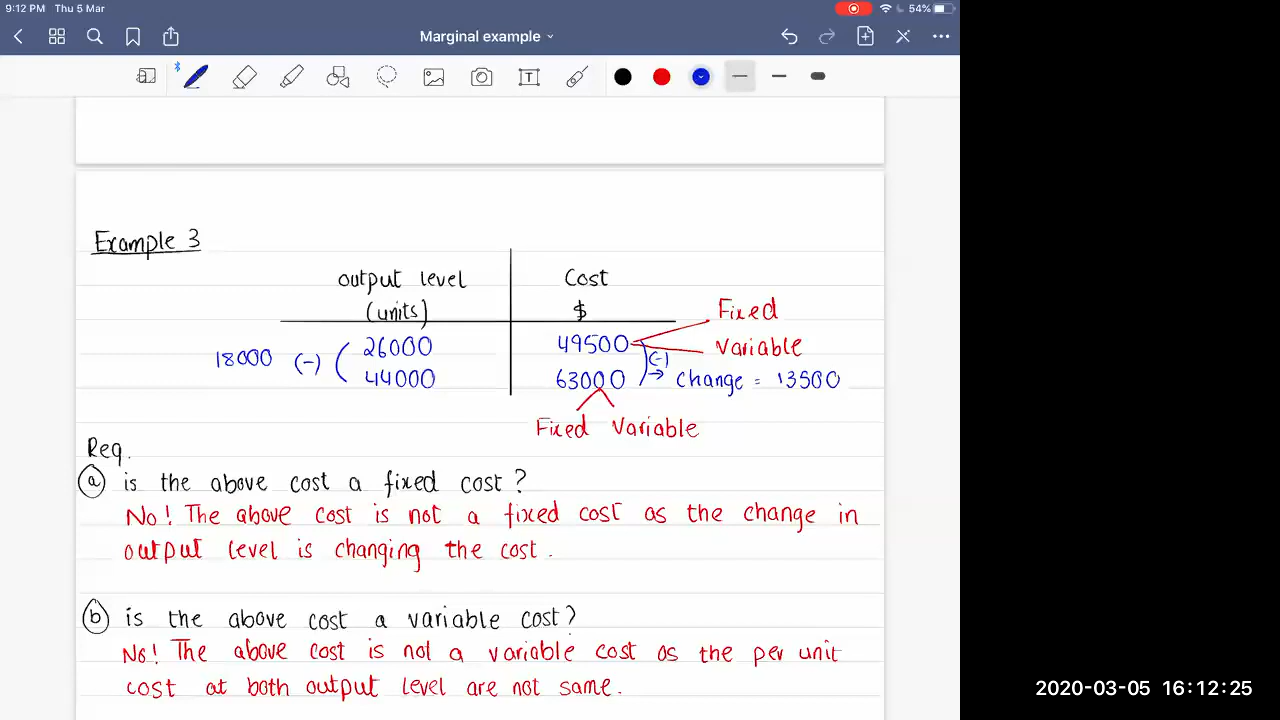 9:12 PM Thu 5 Mar
54%
Marginal example
Example 3
output level Cost
(units) $
Fixed
26000 49500 Variable
18000 (-) (-)
44000 63000 → Change = 13500
Fixed Variable
Req.
(a) is the above cost a fixed cost?
No! The above cost is not a fixed cost as the change in
output level is changing the cost.
(b) is the above cost a variable cost?
No! The above cost is not a variable cost as the per unit
cost at both output level are not same.
2020-03-05 16:12:25